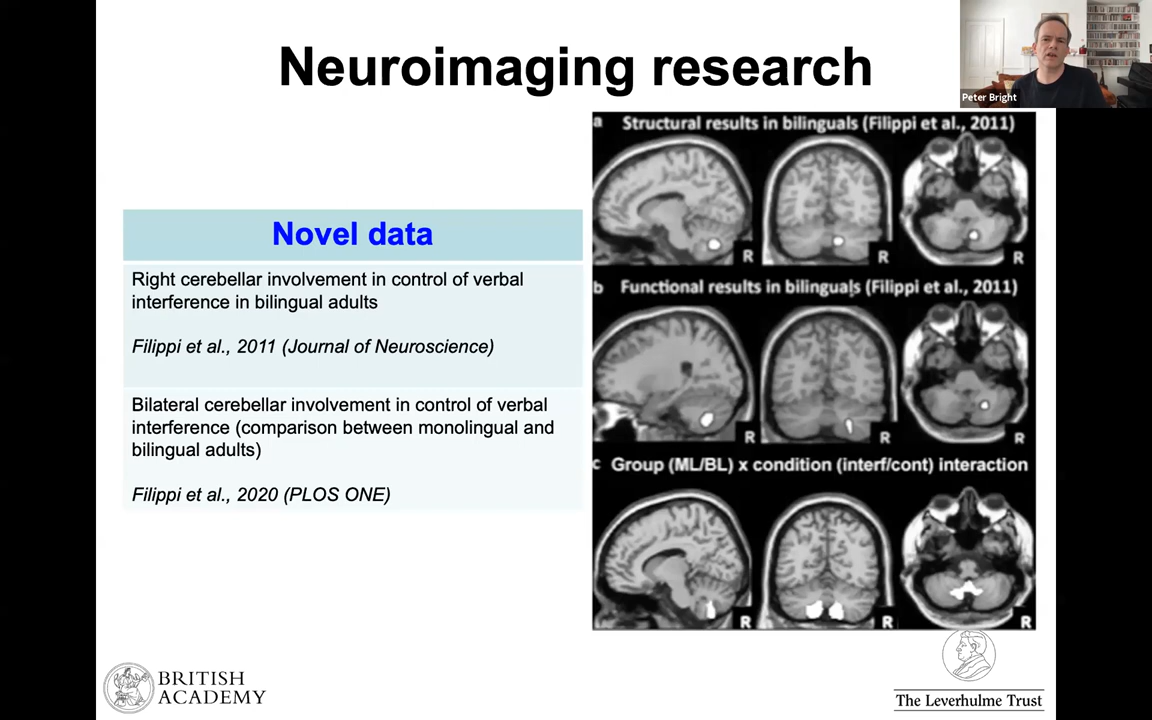 Neuroimaging research
Peter Bright
Novel data
Right cerebellar involvement in control of verbal
interference in bilingual adults
Filippi et al., 2011 (Journal of Neuroscience)
Bilateral cerebellar involvement in control of verbal
interference (comparison between monolingual and
bilingual adults)
Filippi et al., 2020 (PLOS ONE)
a Structural results in bilinguals (Filippi et al., 2011)
R R R
b Functional results in bilinguals (Filippi et al., 2011)
R R R
c Group (ML/BL) x condition (interf/cont) interaction
R R R
BRITISH
ACADEMY
The Leverhulme Trust